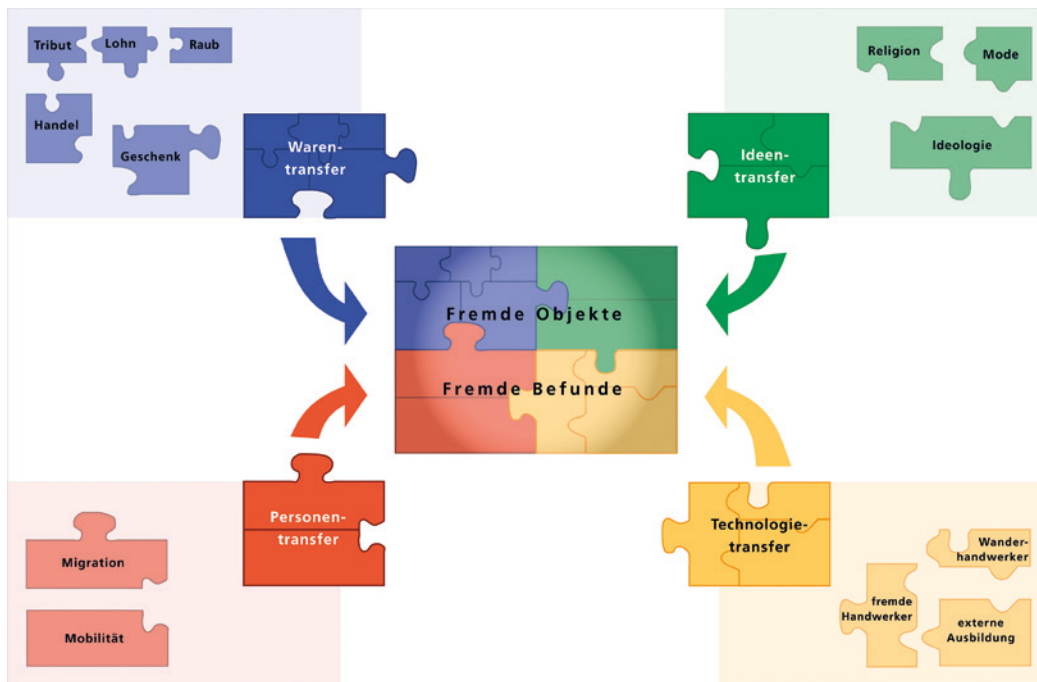 Tribut
Lohn
Raub
Handel
Geschenk
Waren-
transfer
Religion
Mode
Ideologie
Ideen-
transfer
Fremde Objekte
Fremde Befunde
Migration
Mobilität
Personen-
transfer
Technologie-
transfer
Wander-
handwerker
fremde
Handwerker
externe
Ausbildung